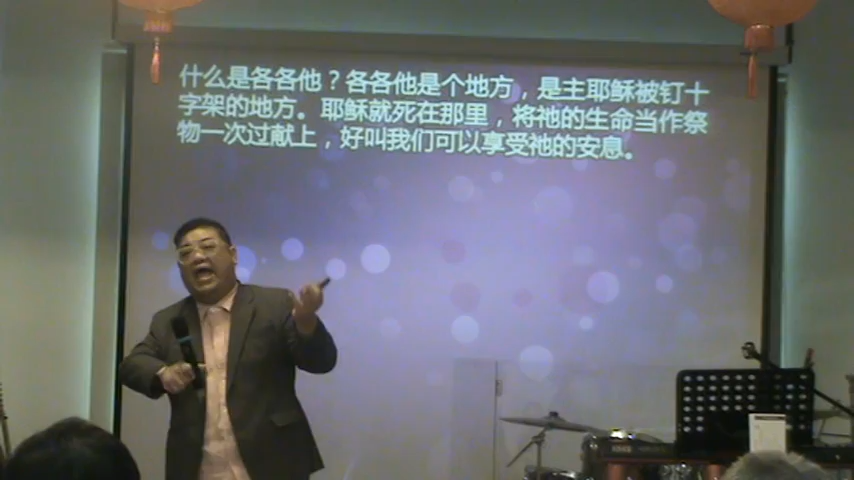 什么是各各他？各各他是个地方，是主耶稣被钉十
字架的地方。耶稣就死在那里，将祂的生命当作祭
物一次过献上，好叫我们可以享受祂的安息。